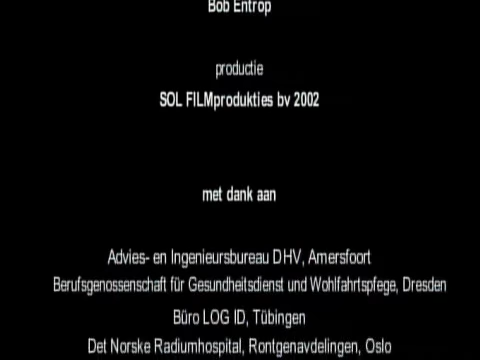 Bob Entrop
productie
SOL FILMprodukties bv 2002
met dank aan
Advies- en Ingenieursbureau DHV, Amersfoort
Berufsgenossenschaft für Gesundheitsdienst und Wohlfahrtspfege, Dresden
Büro LOG ID, Tübingen
Det Norske Radiumhospital, Rontgenavdelingen, Oslo